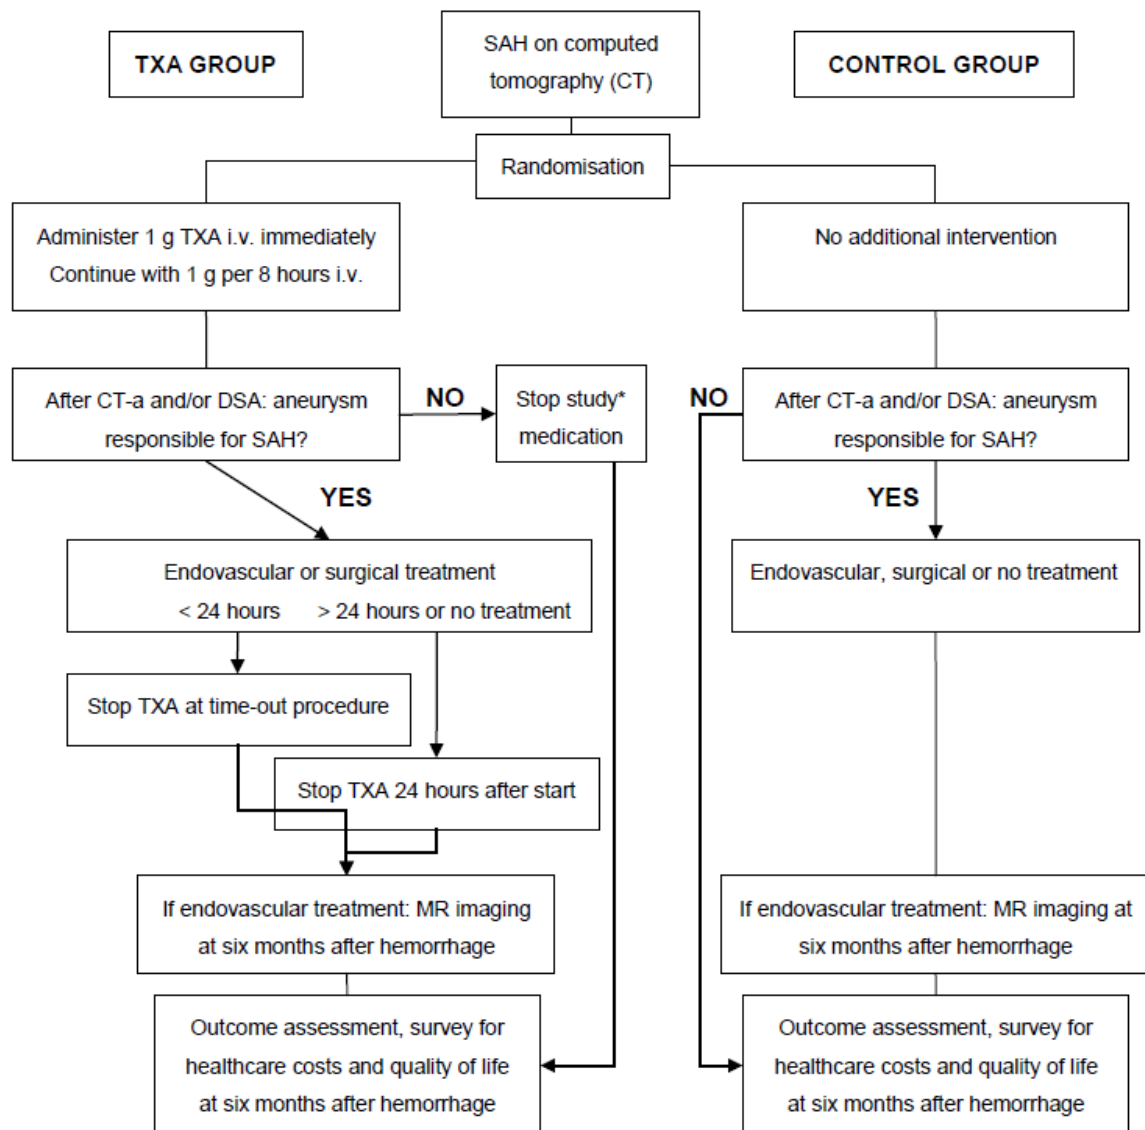 TXA GROUP
SAH on computed
tomography (CT)
CONTROL GROUP
Randomisation
Administer 1 g TXA i.v. immediately
Continue with 1 g per 8 hours i.v.
No additional intervention
After CT-a and/or DSA: aneurysm
responsible for SAH?
NO
Stop study*
medication
NO
After CT-a and/or DSA: aneurysm
responsible for SAH?
YES
YES
Endovascular or surgical treatment
< 24 hours > 24 hours or no treatment
Endovascular, surgical or no treatment
Stop TXA at time-out procedure
Stop TXA 24 hours after start
If endovascular treatment: MR imaging
at six months after hemorrhage
If endovascular treatment: MR imaging at
six months after hemorrhage
Outcome assessment, survey for
healthcare costs and quality of life
at six months after hemorrhage
Outcome assessment, survey for
healthcare costs and quality of life
at six months after hemorrhage